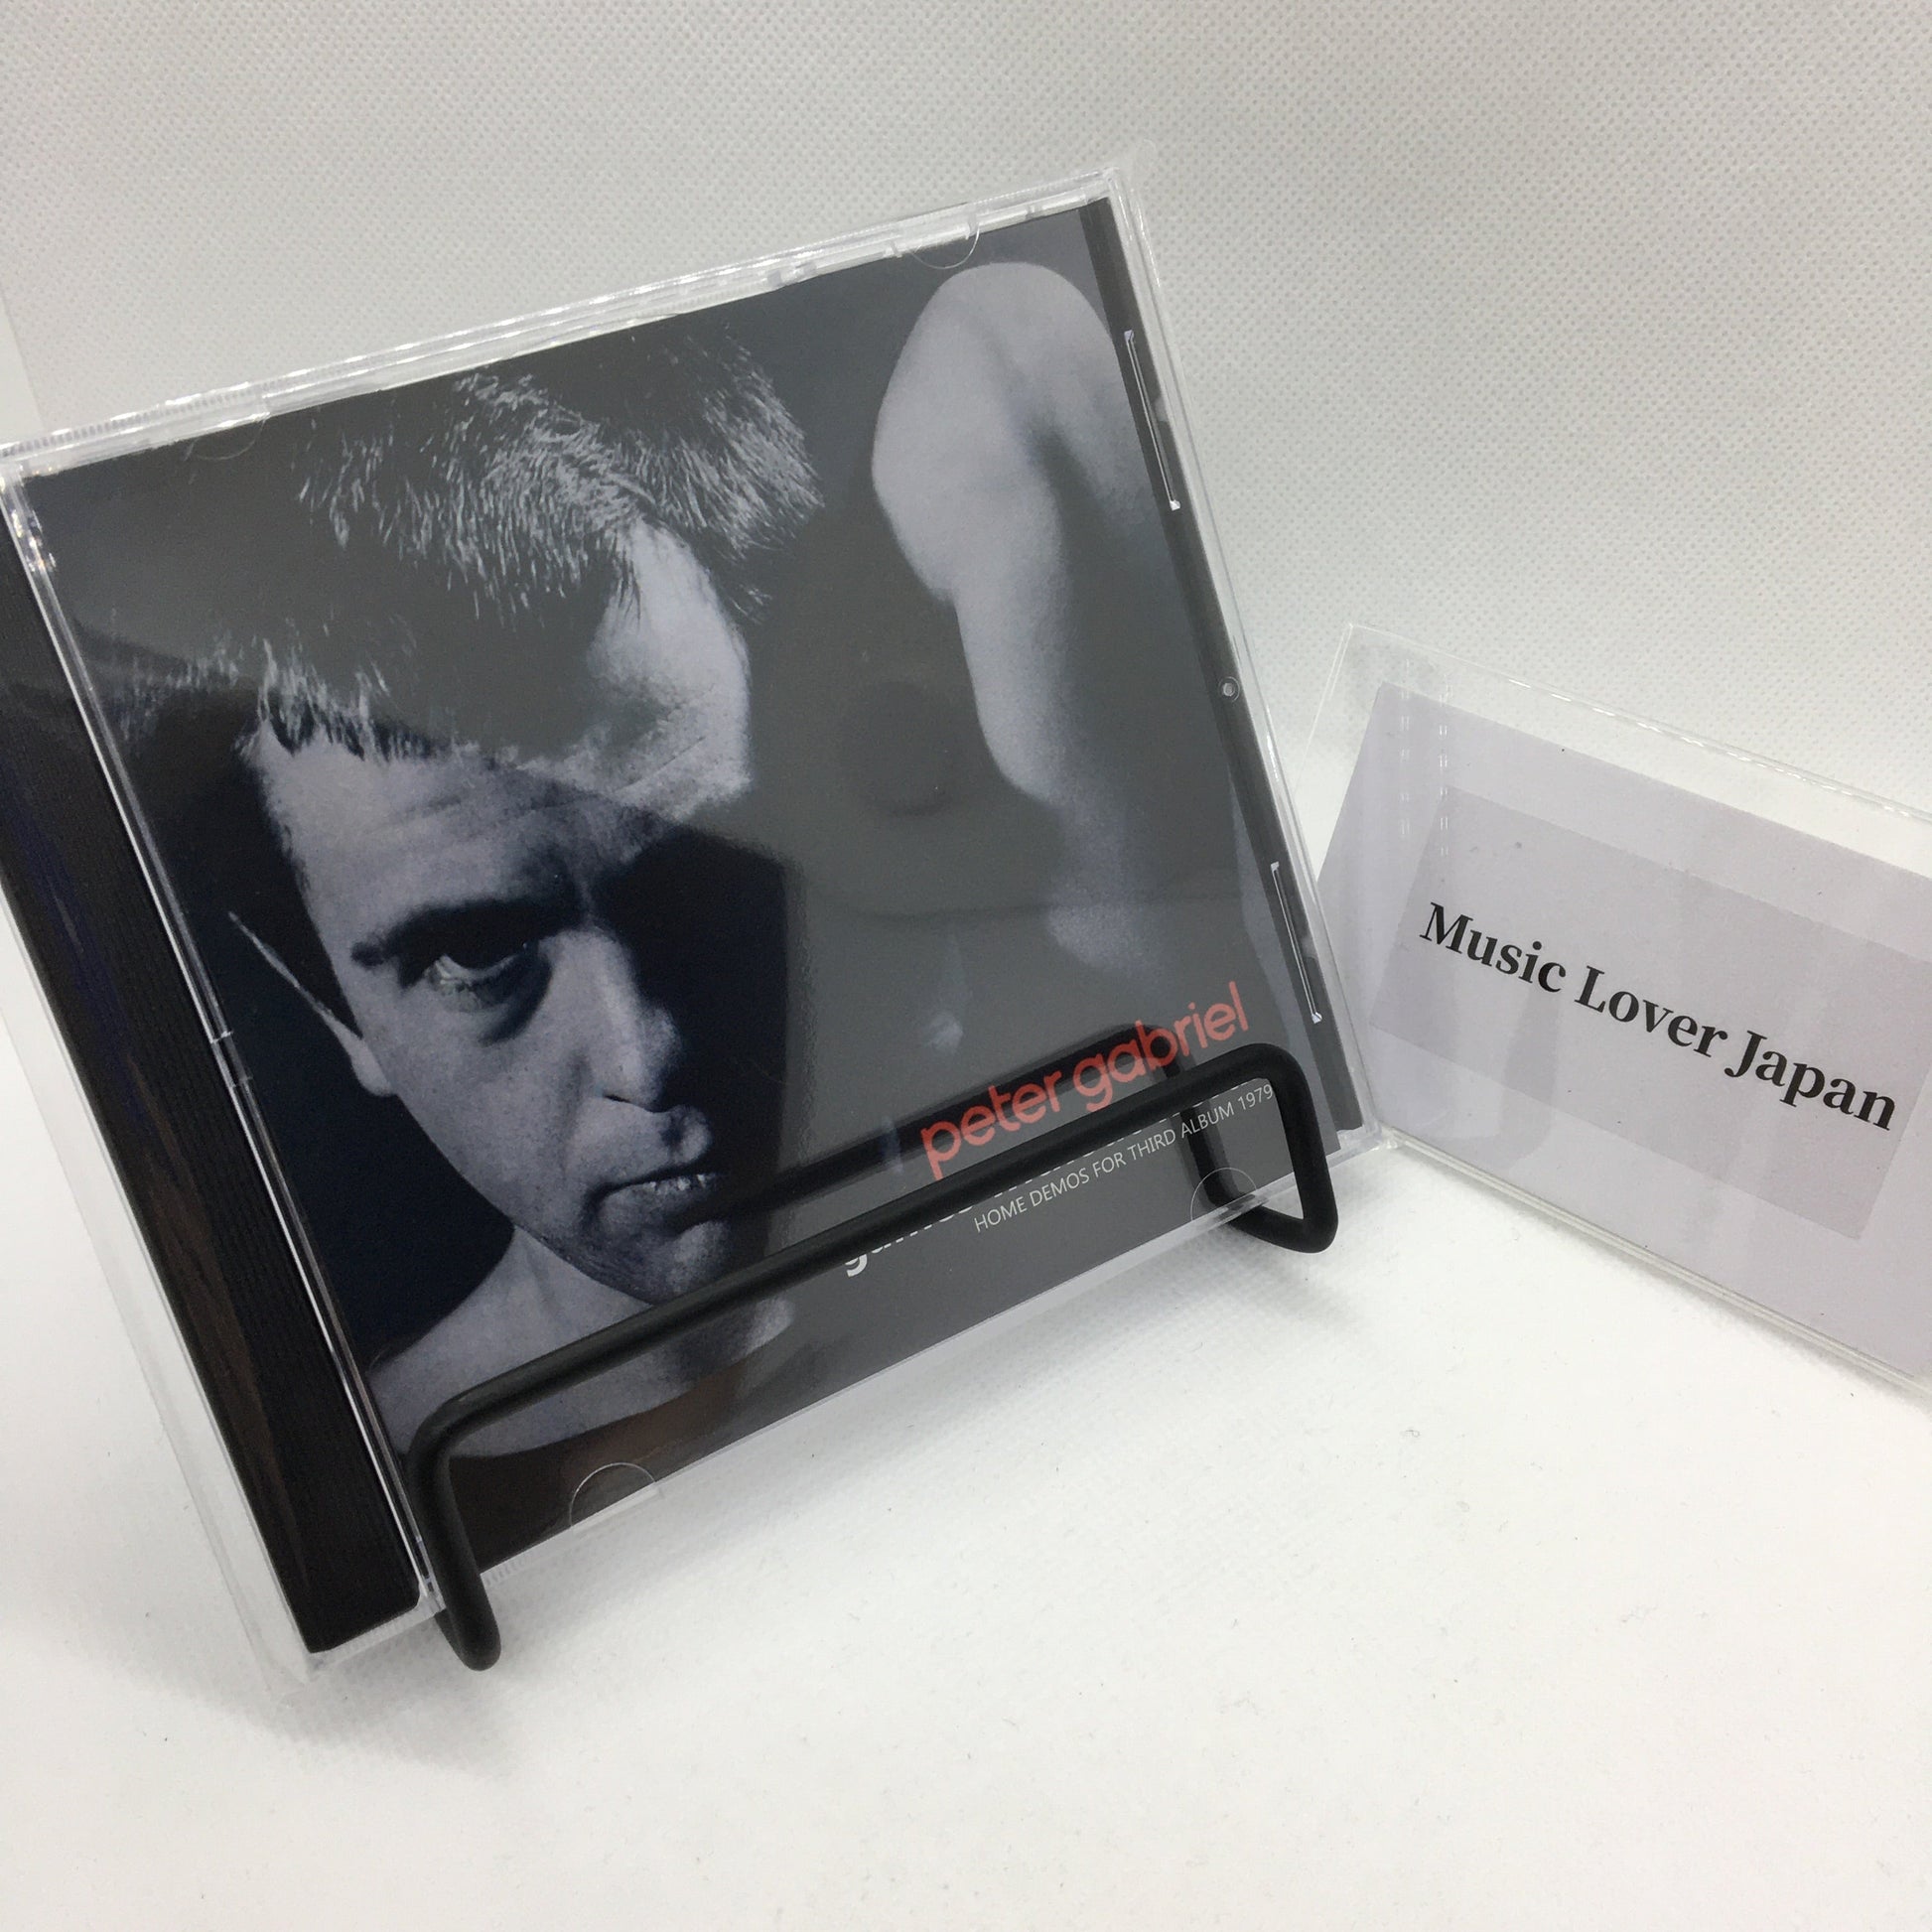 peter gabriel
HOME DEMOS FOR THIRD ALBUM 1979
Music Lover Japan